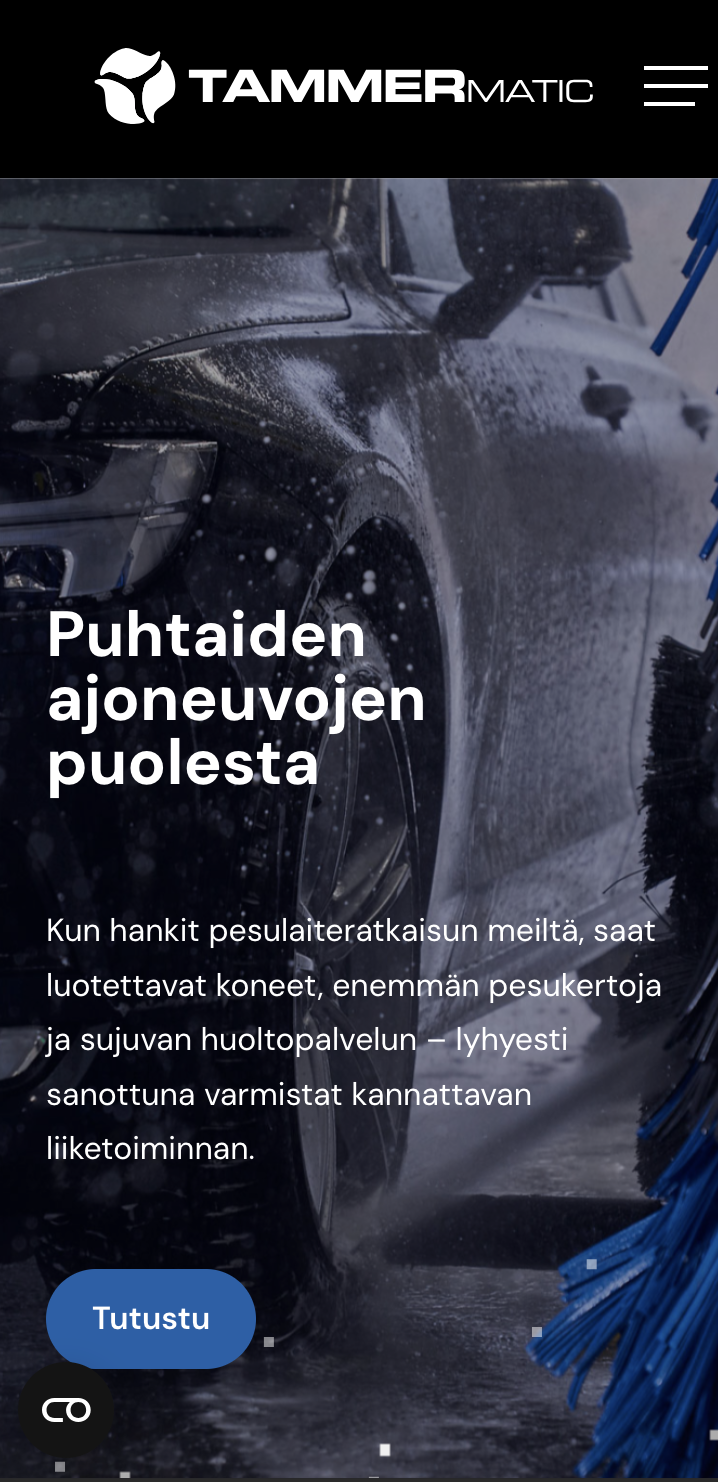 TAMMERMATIC
Puhtaiden
ajoneuvojen
puolesta
Kun hankit pesulaiteratkaisun meiltä, saat
luotettavat koneet, enemmän pesukertoja
ja sujuvan huoltopalvelun – lyhyesti
sanottuna varmistat kannattavan
liiketoiminnan.
Tutustu